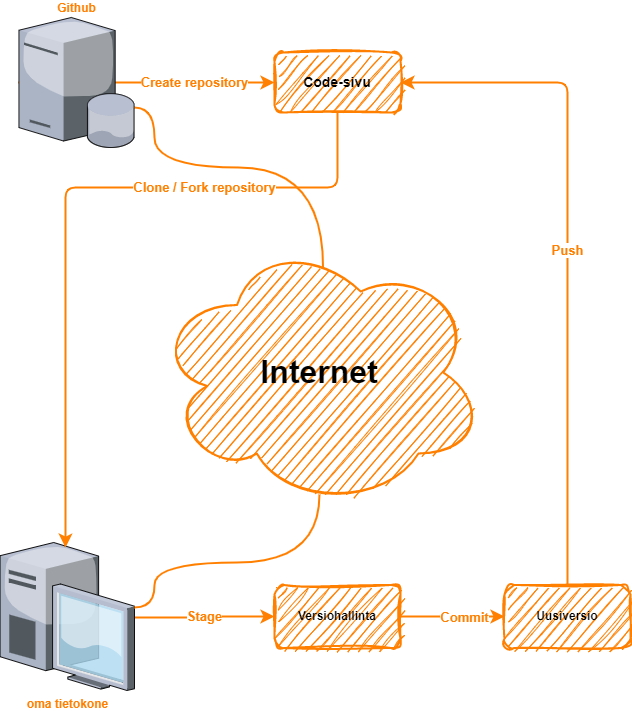 Github
Create repository
Code-sivu
Clone / Fork repository
Push
Internet
Stage
Versiohallinta
Commit
Uusiversio
oma tietokone